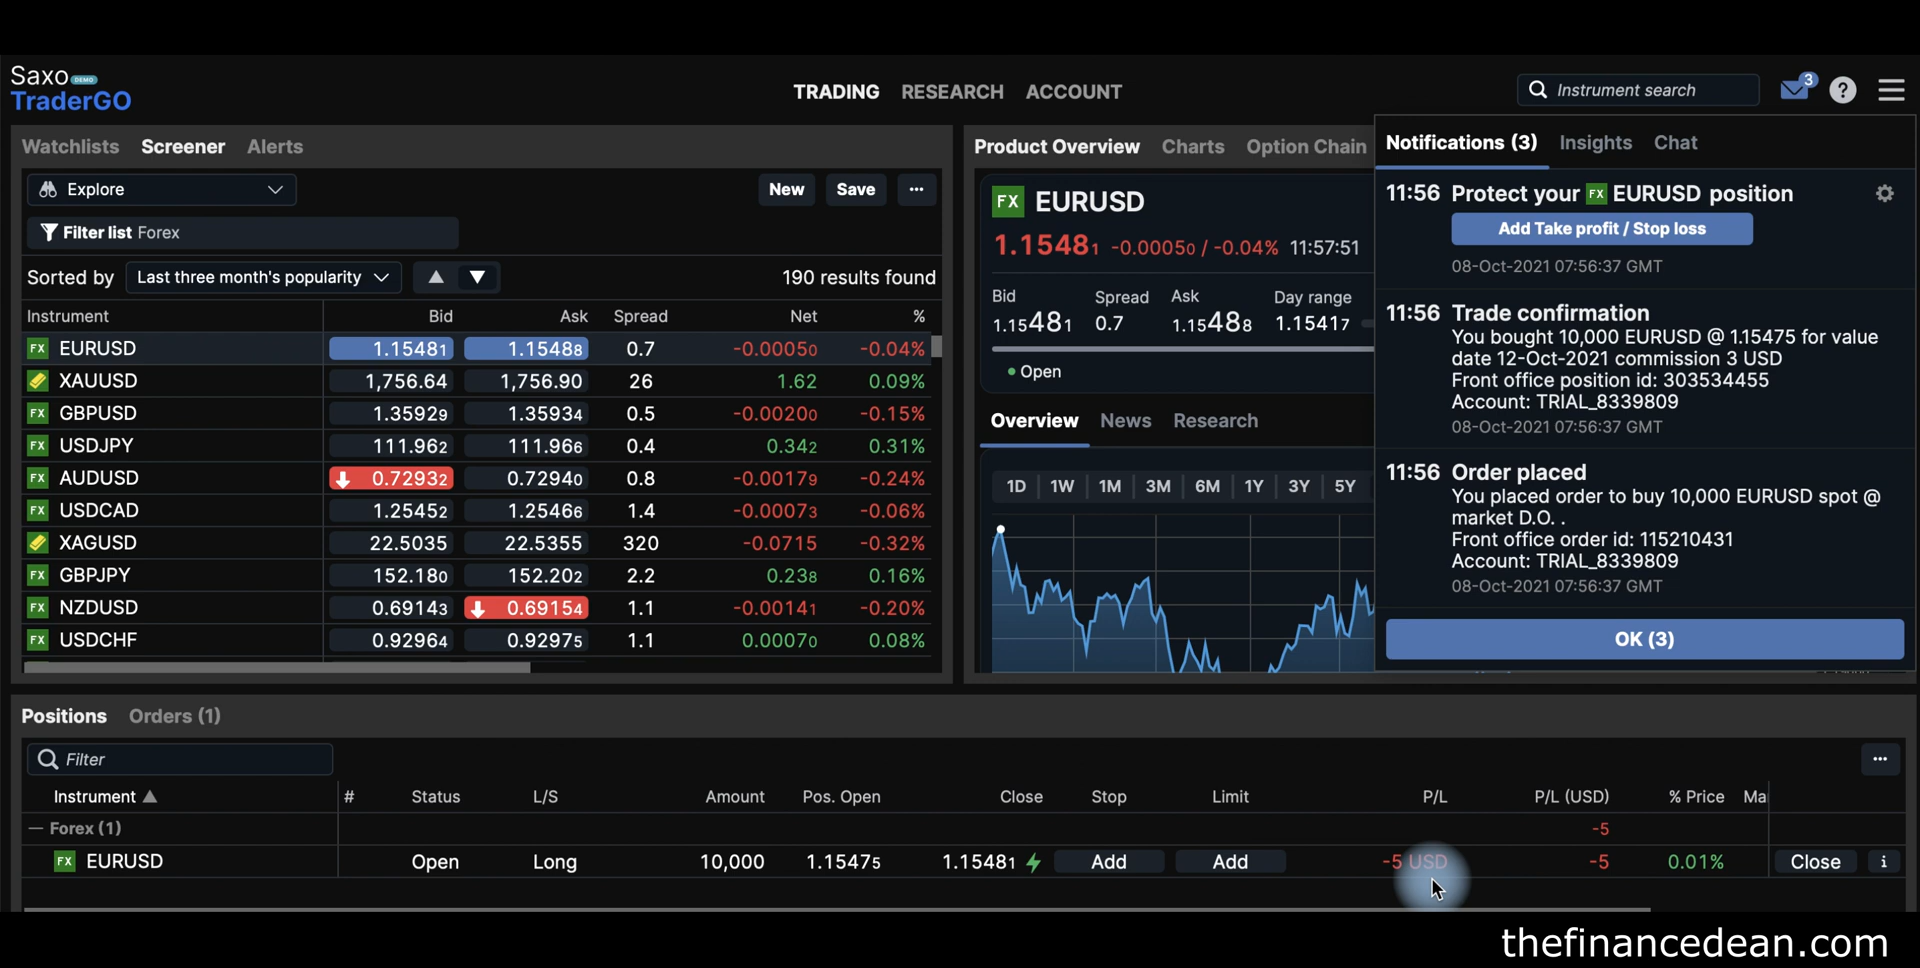 Saxo DEMO
TraderGO
TRADING RESEARCH ACCOUNT
Instrument search
3
?
Watchlists Screener Alerts
Explore
New Save ...
Filter list Forex
Sorted by Last three month's popularity ▲ ▼ 190 results found
Instrument Bid Ask Spread Net %
FX EURUSD 1.15481 1.15488 0.7 -0.00050 -0.04%
XAUUSD 1,756.64 1,756.90 26 1.62 0.09%
FX GBPUSD 1.35929 1.35934 0.5 -0.00200 -0.15%
FX USDJPY 111.962 111.966 0.4 0.342 0.31%
FX AUDUSD 0.72932 0.72940 0.8 -0.00179 -0.24%
FX USDCAD 1.25452 1.25466 1.4 -0.00073 -0.06%
XAGUSD 22.5035 22.5355 320 -0.0715 -0.32%
FX GBPJPY 152.180 152.202 2.2 0.238 0.16%
FX NZDUSD 0.69143 0.69154 1.1 -0.00141 -0.20%
FX USDCHF 0.92964 0.92975 1.1 0.00070 0.08%
Product Overview Charts Option Chain
FX EURUSD
1.15481 -0.00050 / -0.04% 11:57:51
Bid Spread Ask Day range
1.15481 0.7 1.15488 1.15417
Open
Overview News Research
1D 1W 1M 3M 6M 1Y 3Y 5Y
Notifications (3) Insights Chat
11:56 Protect your FX EURUSD position
Add Take profit / Stop loss
08-Oct-2021 07:56:37 GMT
11:56 Trade confirmation
You bought 10,000 EURUSD @ 1.15475 for value
date 12-Oct-2021 commission 3 USD
Front office position id: 303534455
Account: TRIAL_8339809
08-Oct-2021 07:56:37 GMT
11:56 Order placed
You placed order to buy 10,000 EURUSD spot @
market D.O. .
Front office order id: 115210431
Account: TRIAL_8339809
08-Oct-2021 07:56:37 GMT
OK (3)
Positions Orders (1)
Filter
...
Instrument ▲ # Status L/S Amount Pos. Open Close Stop Limit P/L P/L (USD) % Price Ma
— Forex (1) -5
FX EURUSD Open Long 10,000 1.15475 1.15481 Add Add -5 USD -5 0.01% Close i
thefinancedean.com